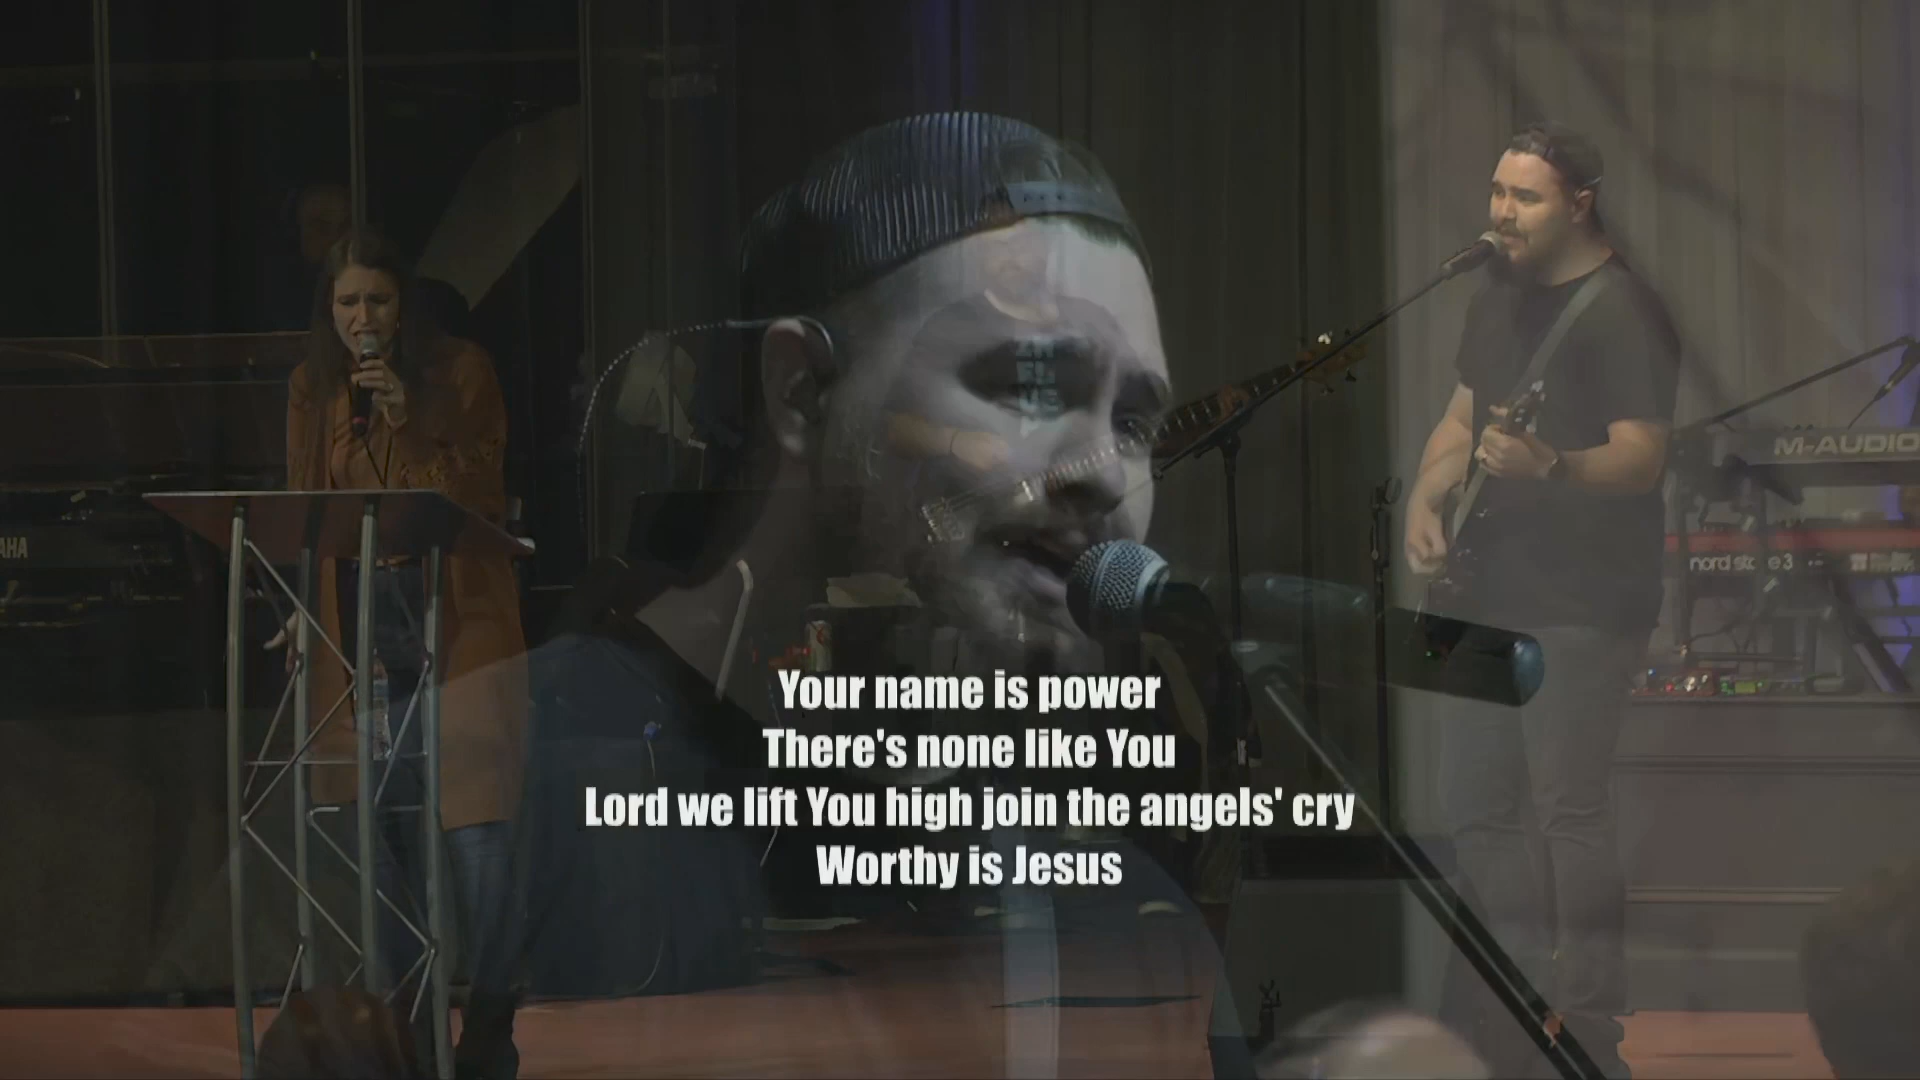 M-AUDIO
AHA
nord stage 3
Your name is power
There's none like You
Lord we lift You high join the angels' cry
Worthy is Jesus